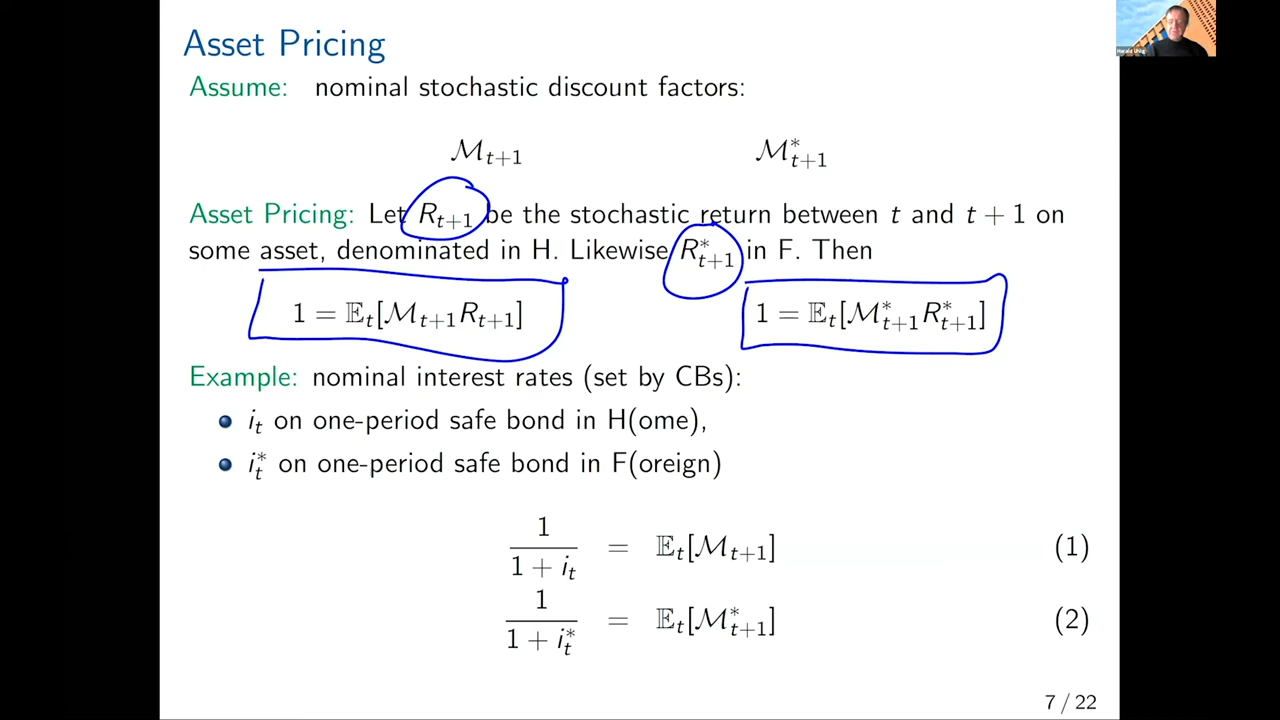 Asset Pricing
Harald Uhlig
Assume: nominal stochastic discount factors:
ℳ_{t+1} ℳ*_{t+1}
Asset Pricing: Let R_{t+1} be the stochastic return between t and t + 1 on
some asset, denominated in H. Likewise R*_{t+1} in F. Then
1 = 𝔼_t[ℳ_{t+1}R_{t+1}] 1 = 𝔼_t[ℳ*_{t+1}R*_{t+1}]
Example: nominal interest rates (set by CBs):
• i_t on one-period safe bond in H(ome),
• i*_t on one-period safe bond in F(oreign)
1/(1 + i_t) = 𝔼_t[ℳ_{t+1}] (1)
1/(1 + i*_t) = 𝔼_t[ℳ*_{t+1}] (2)
7 / 22